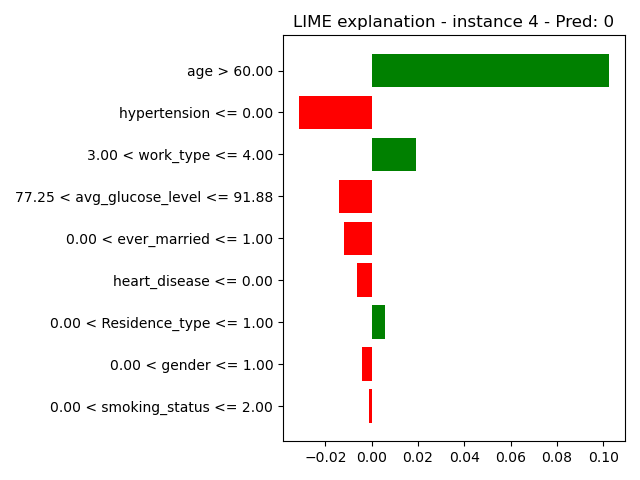 LIME explanation - instance 4 - Pred: 0
age > 60.00
hypertension <= 0.00
3.00 < work_type <= 4.00
77.25 < avg_glucose_level <= 91.88
0.00 < ever_married <= 1.00
heart_disease <= 0.00
0.00 < Residence_type <= 1.00
0.00 < gender <= 1.00
0.00 < smoking_status <= 2.00
−0.02 0.00 0.02 0.04 0.06 0.08 0.10